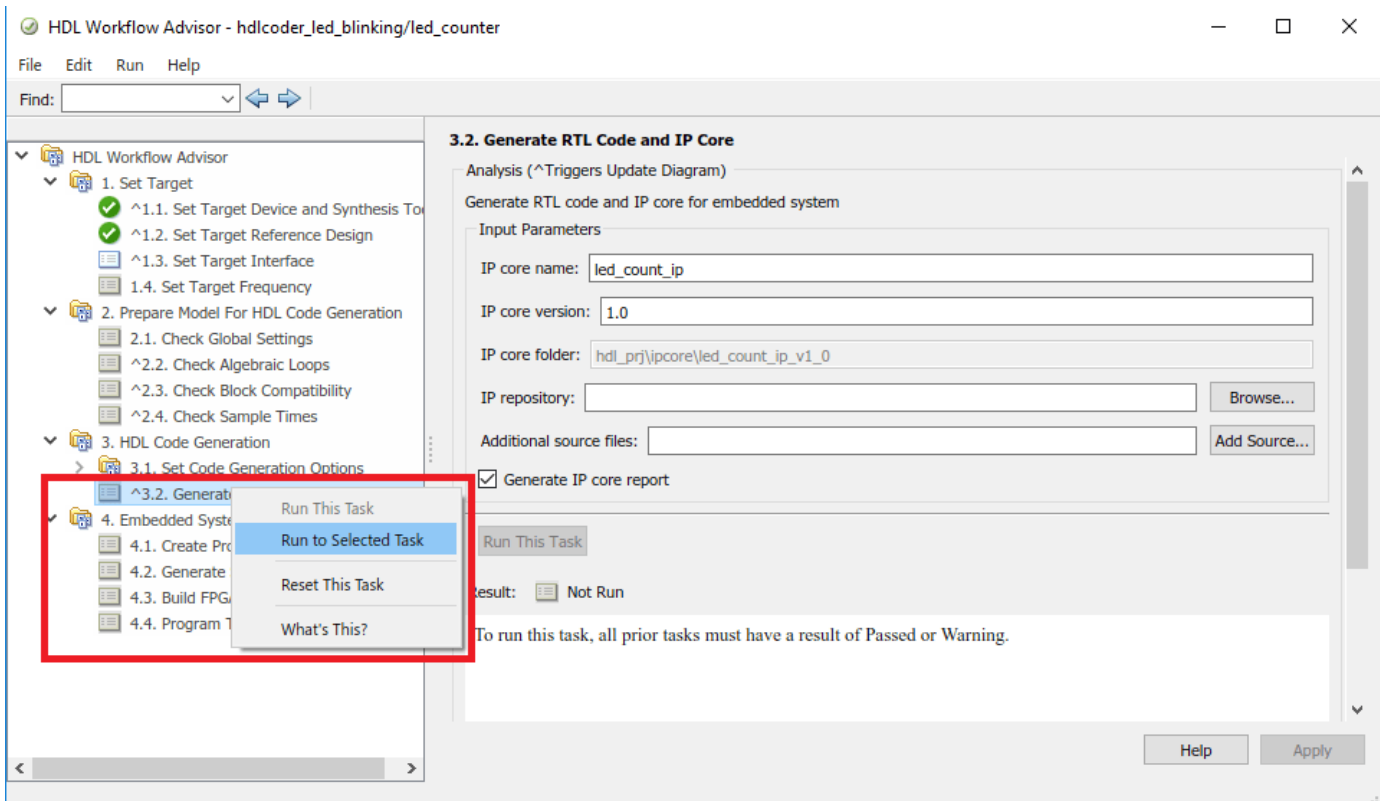 HDL Workflow Advisor - hdlcoder_led_blinking/led_counter
File Edit Run Help
Find:
HDL Workflow Advisor
1. Set Target
^1.1. Set Target Device and Synthesis To
^1.2. Set Target Reference Design
^1.3. Set Target Interface
1.4. Set Target Frequency
2. Prepare Model For HDL Code Generation
2.1. Check Global Settings
^2.2. Check Algebraic Loops
^2.3. Check Block Compatibility
^2.4. Check Sample Times
3. HDL Code Generation
3.1. Set Code Generation Options
^3.2. Generate
4. Embedded Syste
4.1. Create Pro
4.2. Generate
4.3. Build FPGA
4.4. Program T
Run This Task
Run to Selected Task
Reset This Task
What's This?
3.2. Generate RTL Code and IP Core
Analysis (^Triggers Update Diagram)
Generate RTL code and IP core for embedded system
Input Parameters
IP core name: led_count_ip
IP core version: 1.0
IP core folder: hdl_prj\ipcore\led_count_ip_v1_0
IP repository: Browse...
Additional source files: Add Source...
Generate IP core report
Run This Task
Result: Not Run
To run this task, all prior tasks must have a result of Passed or Warning.
Help Apply